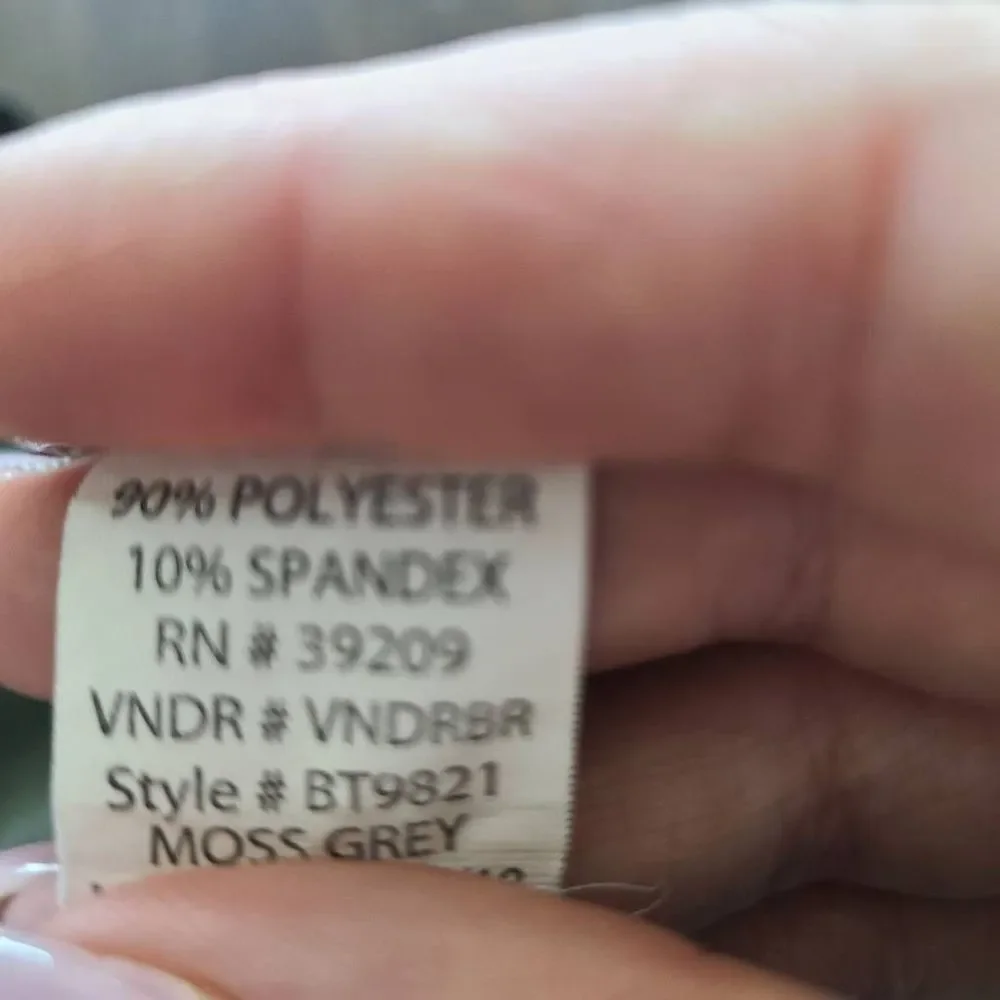 90% POLYESTER
10% SPANDEX
RN # 39209
VNDR # VNDRBR
Style # BT9821
MOSS GREY